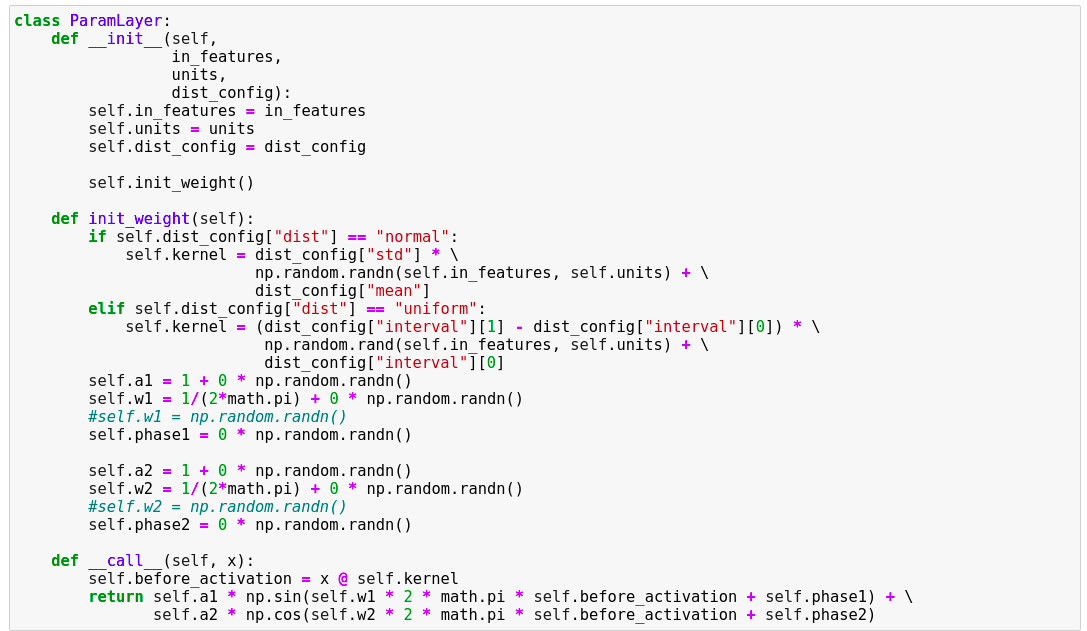 class ParamLayer:
    def __init__(self,
                 in_features,
                 units,
                 dist_config):
        self.in_features = in_features
        self.units = units
        self.dist_config = dist_config

        self.init_weight()

    def init_weight(self):
        if self.dist_config["dist"] == "normal":
            self.kernel = dist_config["std"] * \
                          np.random.randn(self.in_features, self.units) + \
                          dist_config["mean"]
        elif self.dist_config["dist"] == "uniform":
            self.kernel = (dist_config["interval"][1] - dist_config["interval"][0]) * \
                           np.random.rand(self.in_features, self.units) + \
                           dist_config["interval"][0]
        self.a1 = 1 + 0 * np.random.randn()
        self.w1 = 1/(2*math.pi) + 0 * np.random.randn()
        #self.w1 = np.random.randn()
        self.phase1 = 0 * np.random.randn()

        self.a2 = 1 + 0 * np.random.randn()
        self.w2 = 1/(2*math.pi) + 0 * np.random.randn()
        #self.w2 = np.random.randn()
        self.phase2 = 0 * np.random.randn()

    def __call__(self, x):
        self.before_activation = x @ self.kernel
        return self.a1 * np.sin(self.w1 * 2 * math.pi * self.before_activation + self.phase1) + \
               self.a2 * np.cos(self.w2 * 2 * math.pi * self.before_activation + self.phase2)